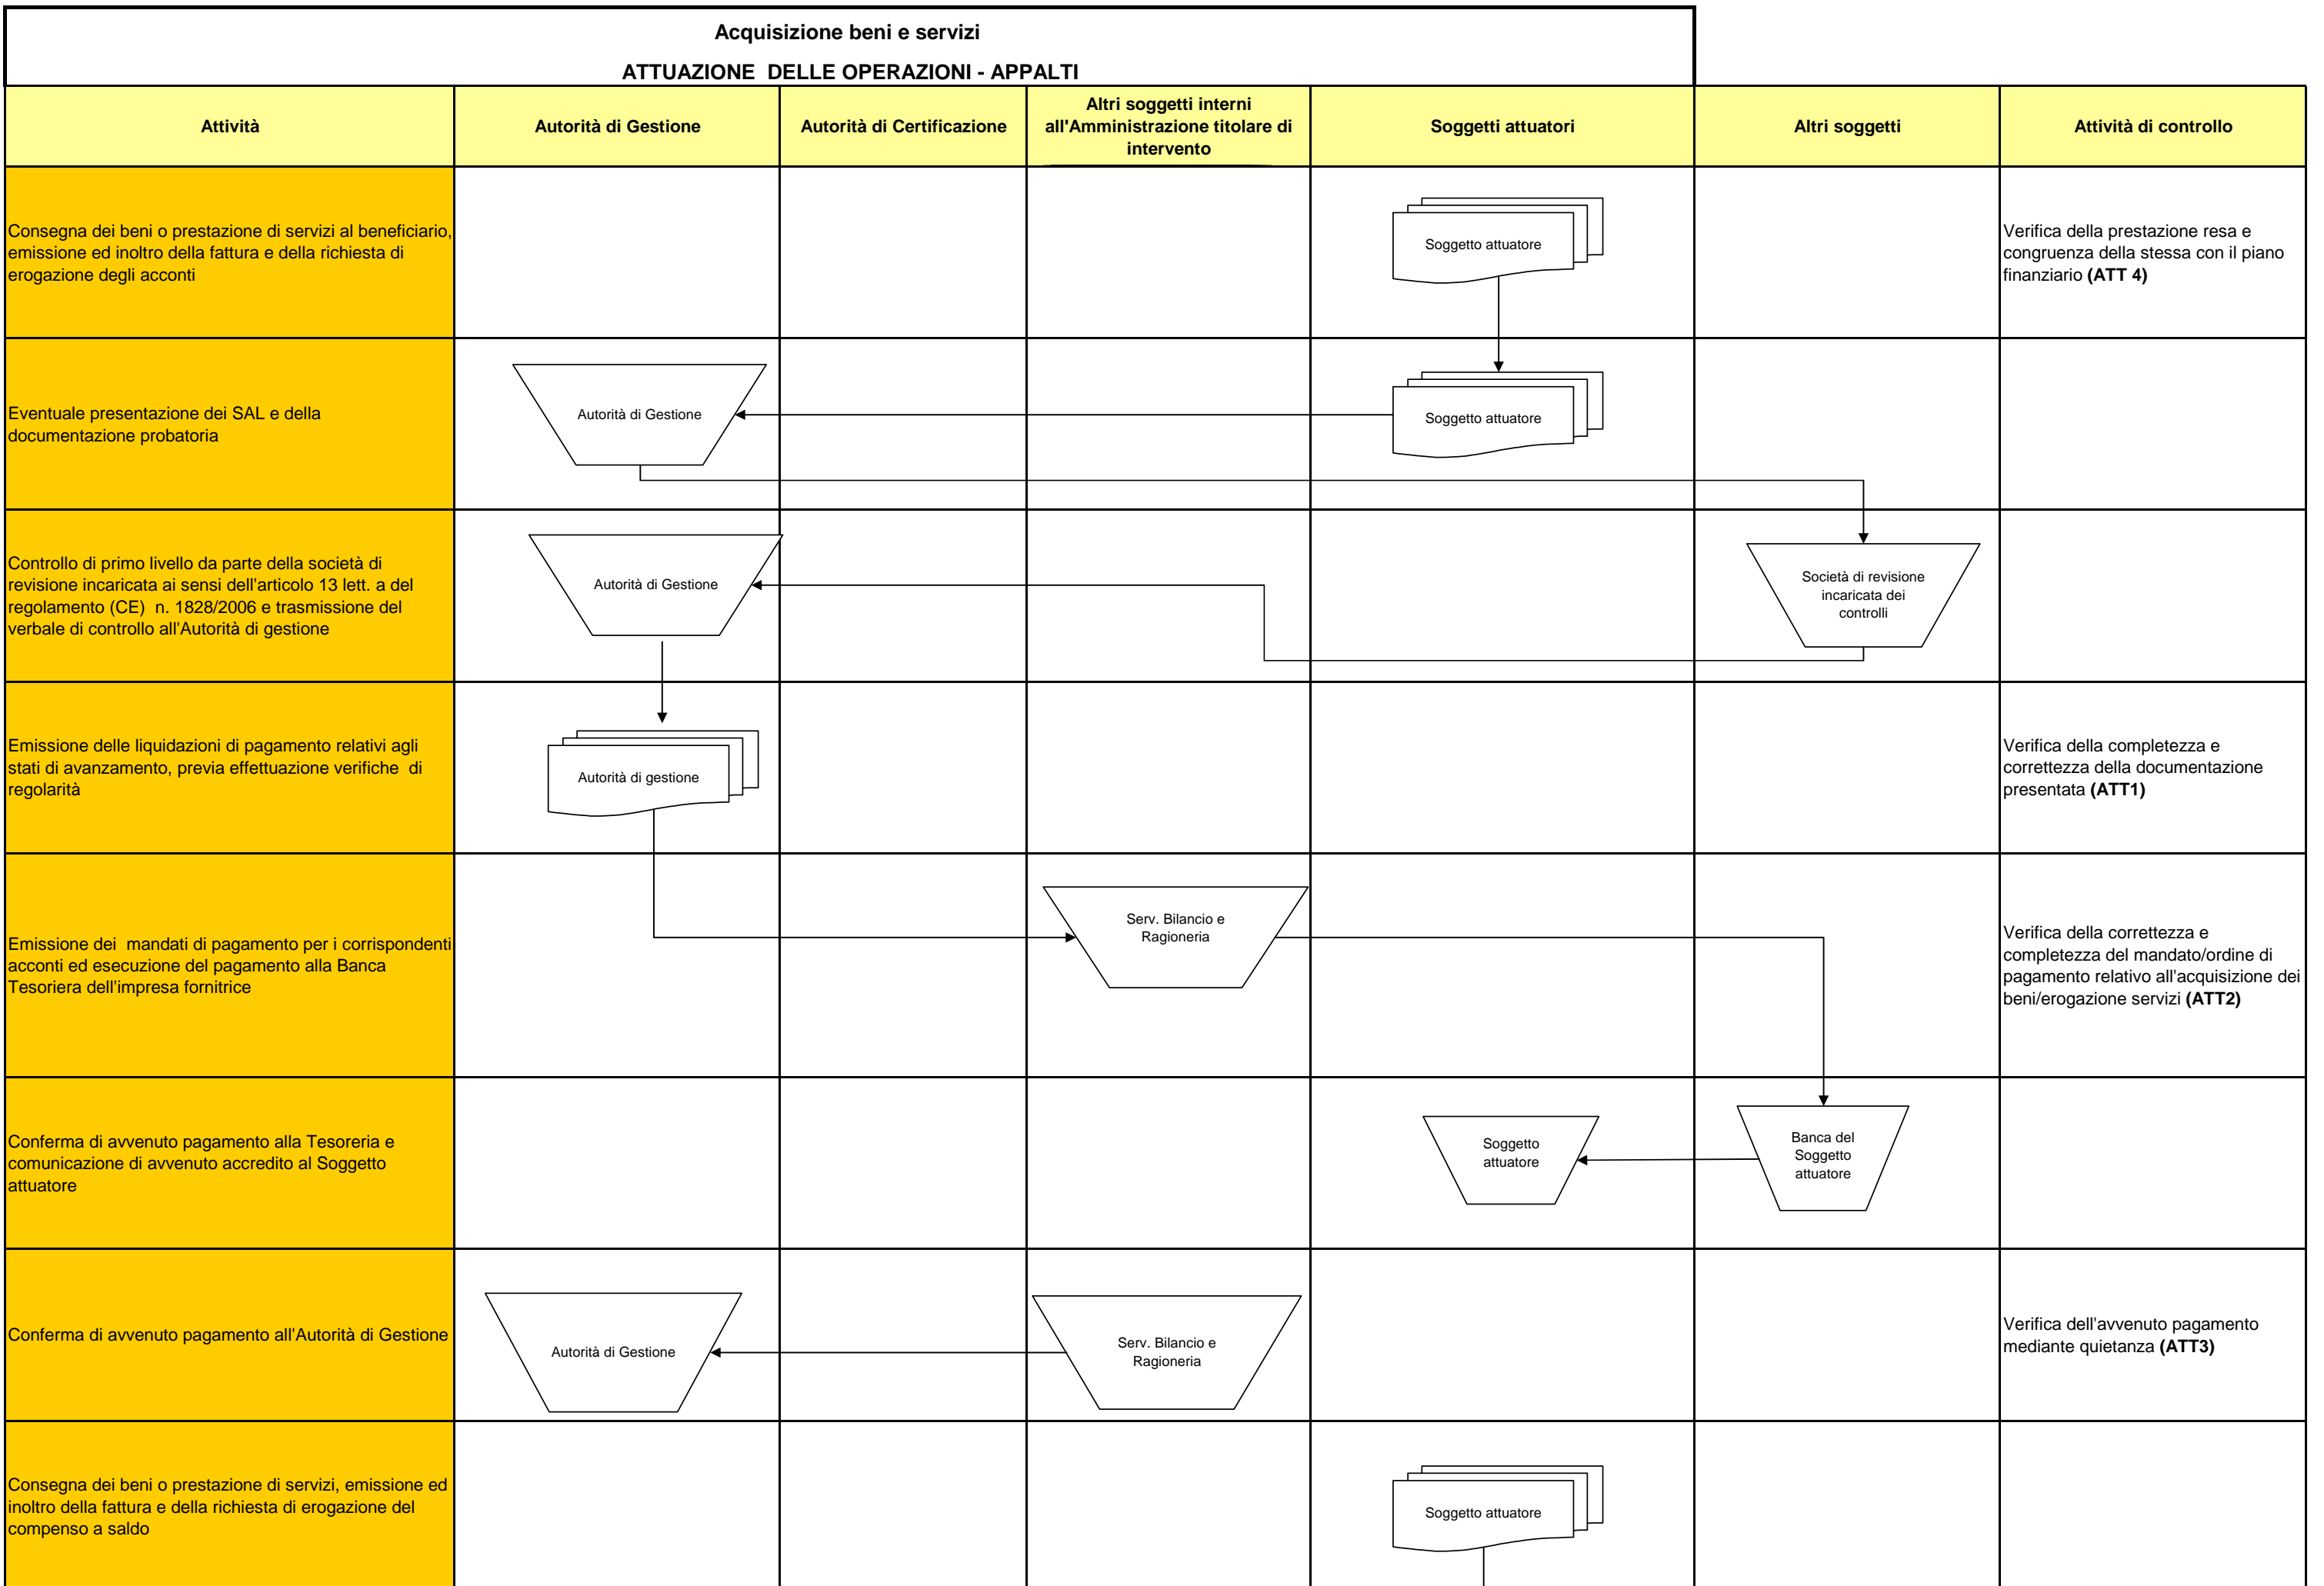 Acquisizione beni e servizi
ATTUAZIONE  DELLE OPERAZIONI - APPALTI
Attività
Autorità di Gestione
Autorità di Certificazione
Altri soggetti interni
all'Amministrazione titolare di
intervento
Soggetti attuatori
Altri soggetti
Attività di controllo
Consegna dei beni o prestazione di servizi al beneficiario,
emissione ed inoltro della fattura e della richiesta di
erogazione degli acconti
Soggetto attuatore
Verifica della prestazione resa e
congruenza della stessa con il piano
finanziario (ATT 4)
Eventuale presentazione dei SAL e della
documentazione probatoria
Autorità di Gestione
Soggetto attuatore
Controllo di primo livello da parte della società di
revisione incaricata ai sensi dell'articolo 13 lett. a del
regolamento (CE)  n. 1828/2006 e trasmissione del
verbale di controllo all'Autorità di gestione
Autorità di Gestione
Società di revisione
incaricata dei
controlli
Emissione delle liquidazioni di pagamento relativi agli
stati di avanzamento, previa effettuazione verifiche  di
regolarità
Autorità di gestione
Verifica della completezza e
correttezza della documentazione
presentata (ATT1)
Emissione dei  mandati di pagamento per i corrispondenti
acconti ed esecuzione del pagamento alla Banca
Tesoriera dell'impresa fornitrice
Serv. Bilancio e
Ragioneria
Verifica della correttezza e
completezza del mandato/ordine di
pagamento relativo all'acquisizione dei
beni/erogazione servizi (ATT2)
Conferma di avvenuto pagamento alla Tesoreria e
comunicazione di avvenuto accredito al Soggetto
attuatore
Soggetto
attuatore
Banca del
Soggetto
attuatore
Conferma di avvenuto pagamento all'Autorità di Gestione
Autorità di Gestione
Serv. Bilancio e
Ragioneria
Verifica dell'avvenuto pagamento
mediante quietanza (ATT3)
Consegna dei beni o prestazione di servizi, emissione ed
inoltro della fattura e della richiesta di erogazione del
compenso a saldo
Soggetto attuatore